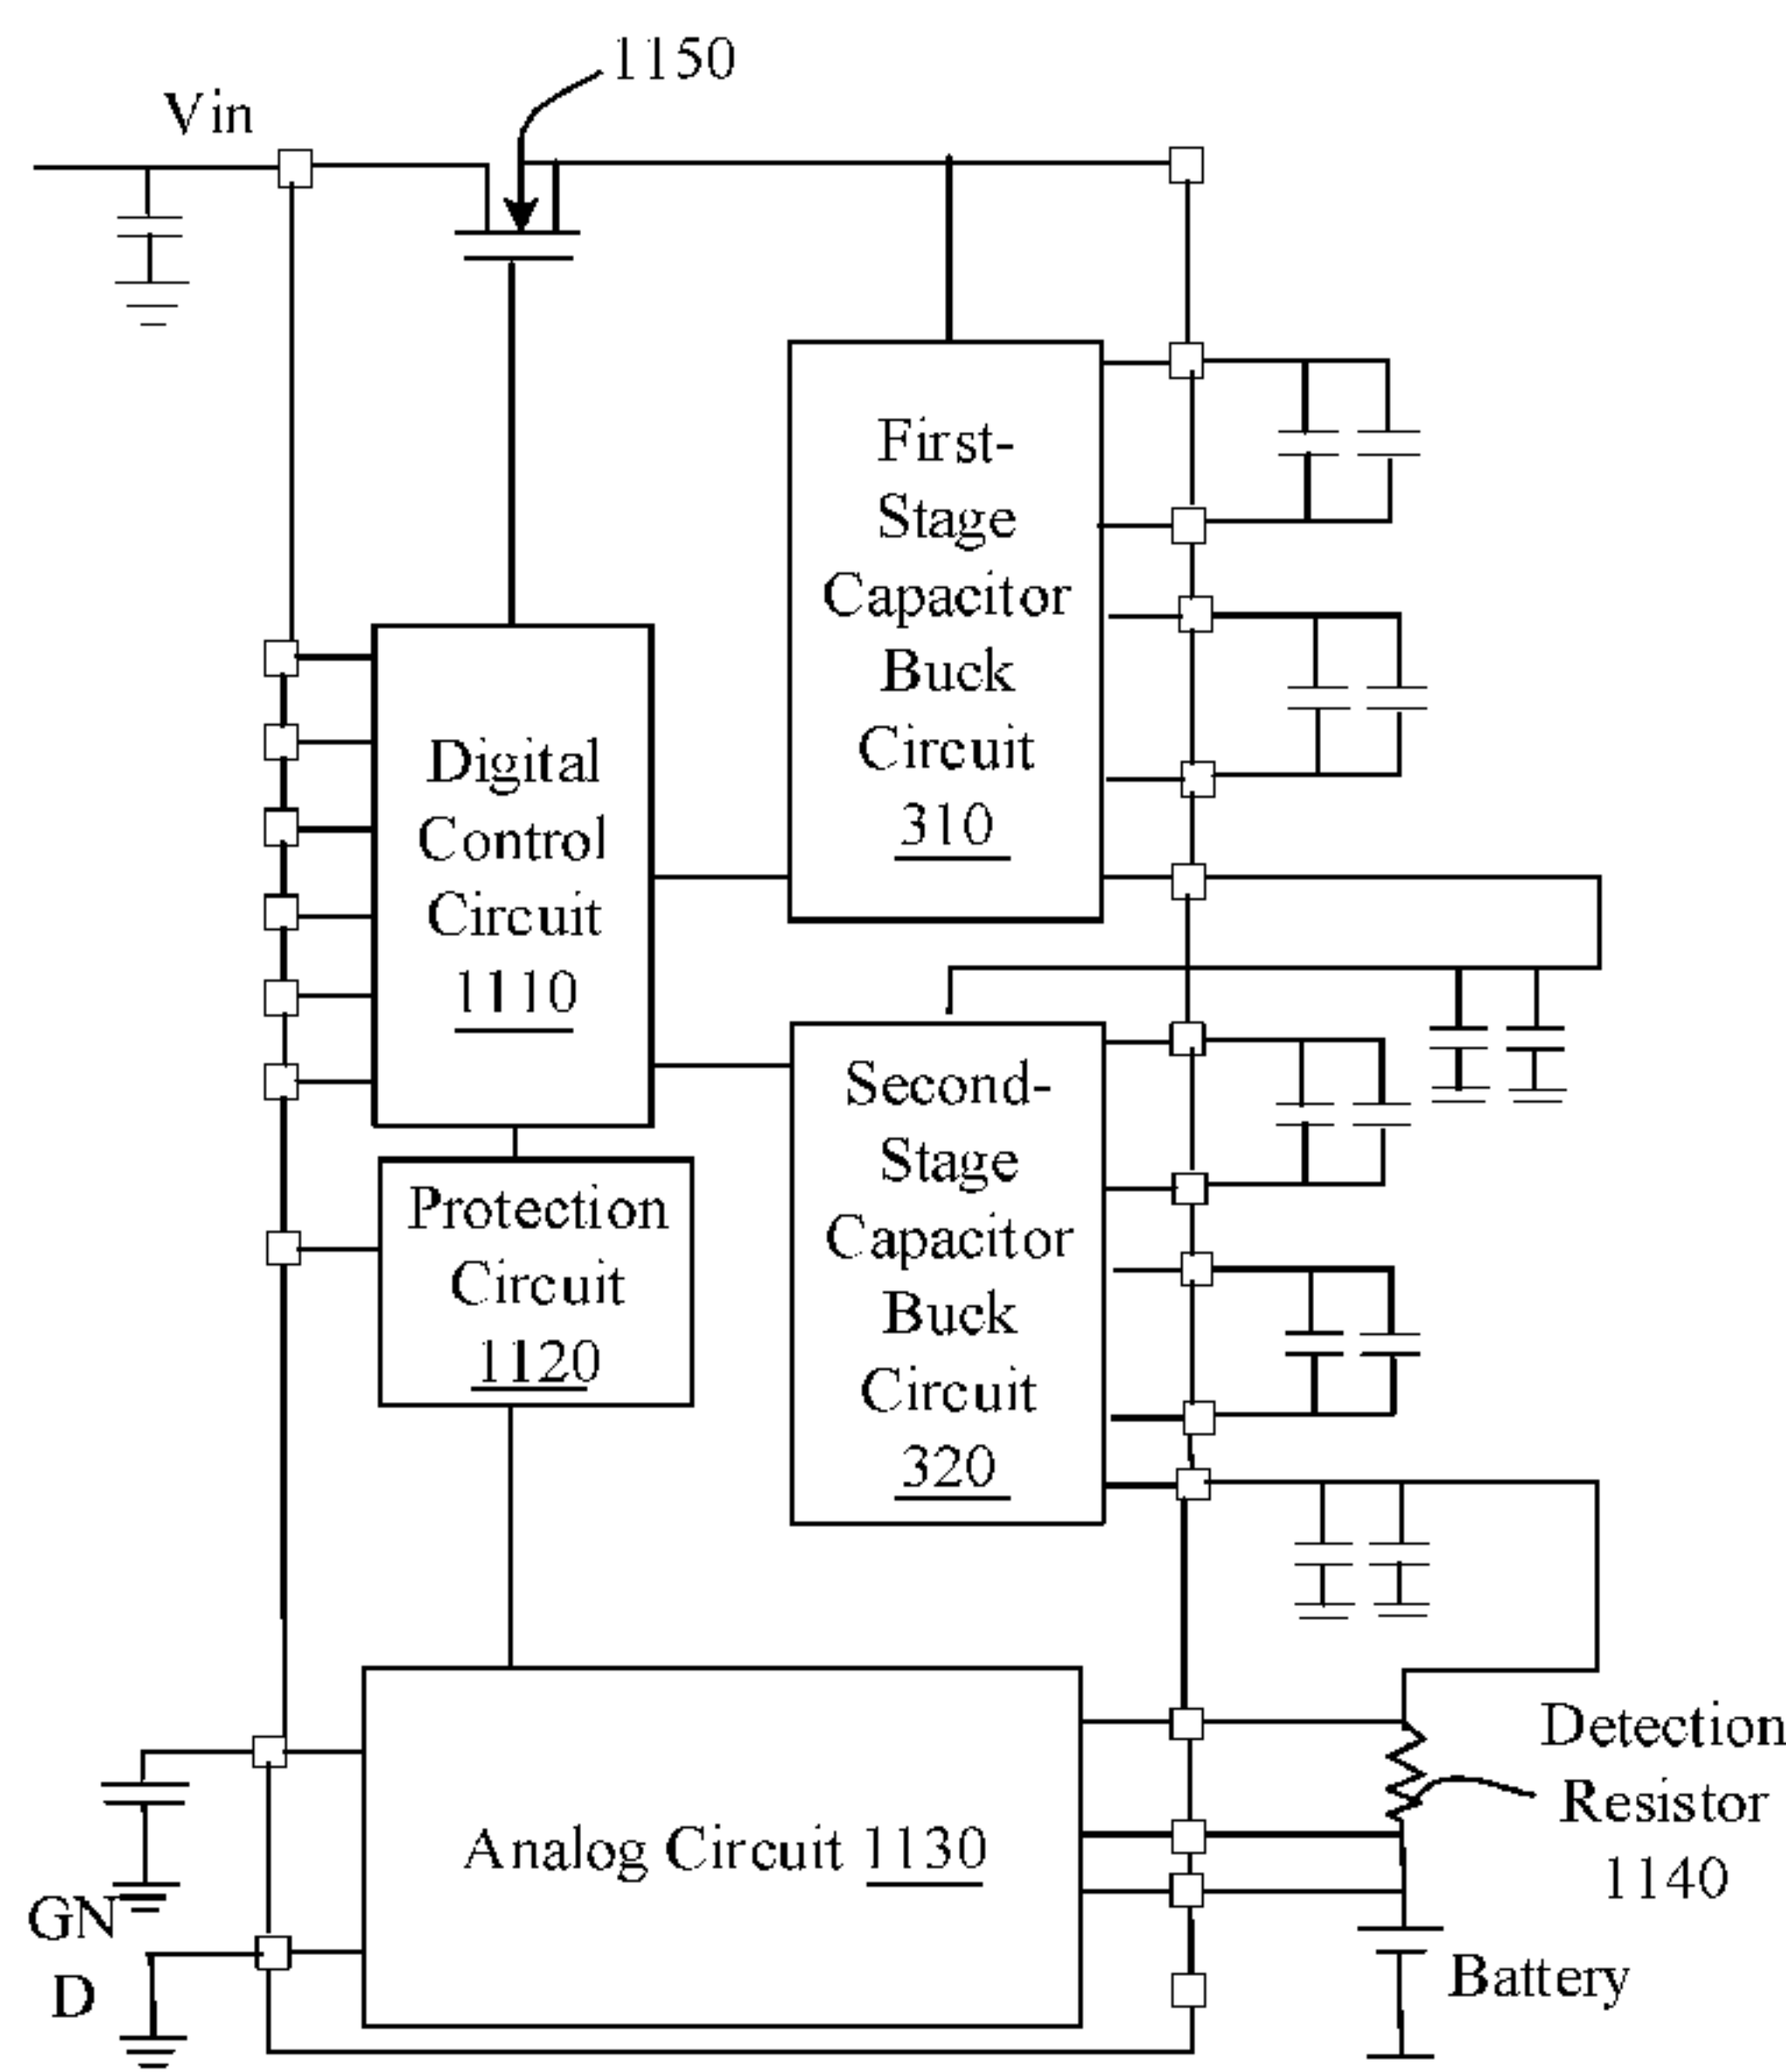 1150
Vin
First-
Stage
Capacitor
Buck
Circuit
310
Digital
Control
Circuit
1110
Second-
Stage
Capacitor
Buck
Circuit
320
Protection
Circuit
1120
Detection
Resistor
1140
Analog Circuit 1130
GN
D
Battery